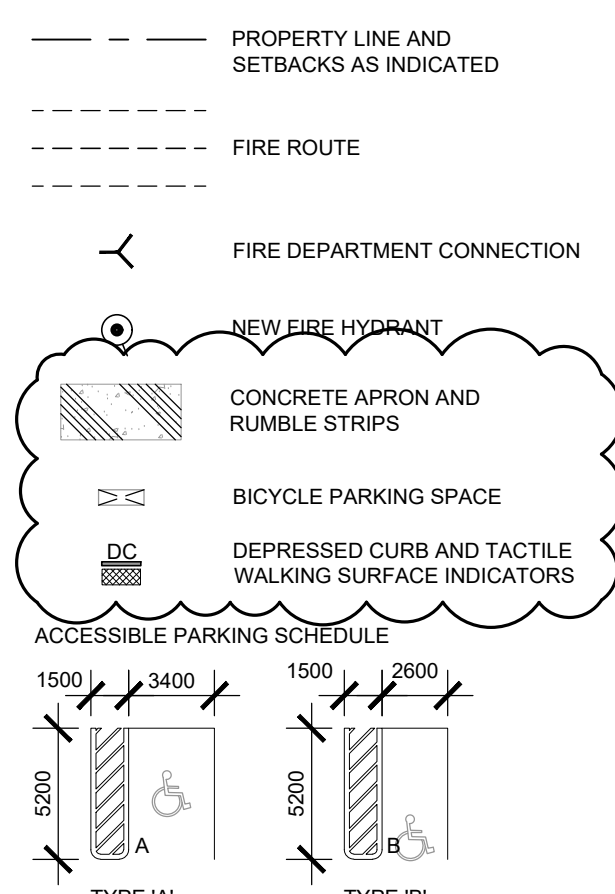 PROPERTY LINE AND
SETBACKS AS INDICATED
FIRE ROUTE
FIRE DEPARTMENT CONNECTION
NEW FIRE HYDRANT
CONCRETE APRON AND
RUMBLE STRIPS
BICYCLE PARKING SPACE
DC
DEPRESSED CURB AND TACTILE
WALKING SURFACE INDICATORS
ACCESSIBLE PARKING SCHEDULE
1500 3400 1500 2600
5200 5200
A B
TYPE 'A' TYPE 'B'